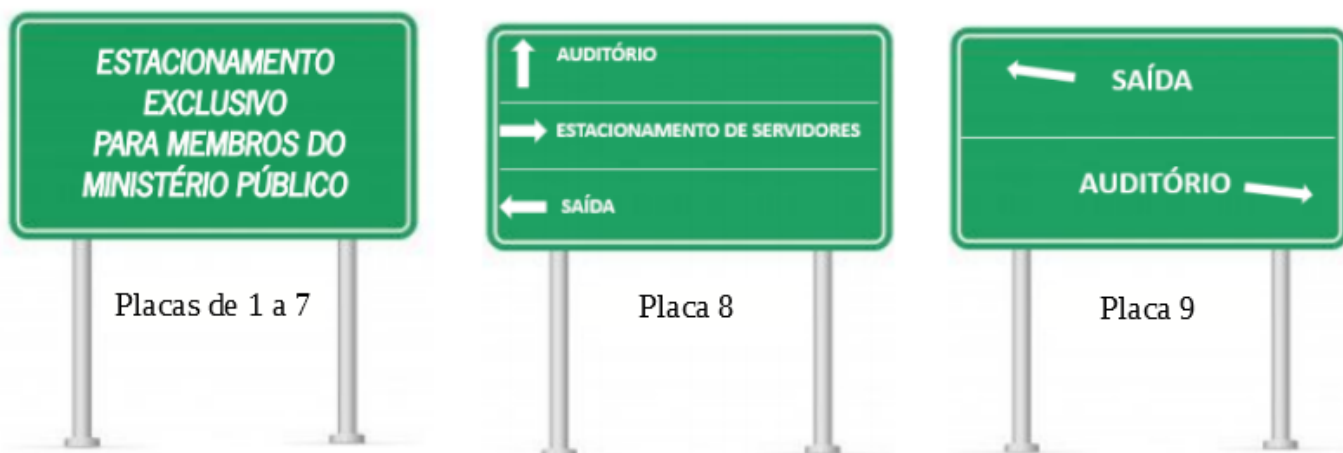 ESTACIONAMENTO
EXCLUSIVO
PARA MEMBROS DO
MINISTÉRIO PÚBLICO
Placas de 1 a 7
AUDITÓRIO
ESTACIONAMENTO DE SERVIDORES
SAÍDA
Placa 8
SAÍDA
AUDITÓRIO
Placa 9